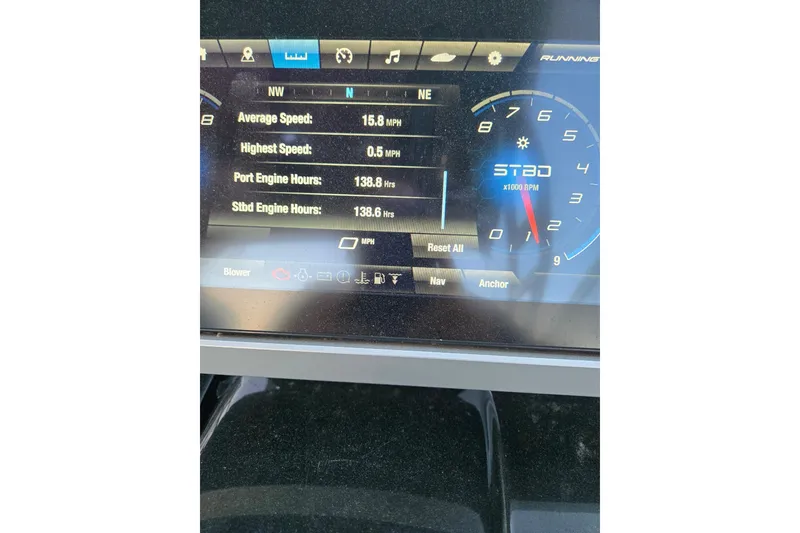 RUNNING
NW N NE
Average Speed: 15.8 MPH
Highest Speed: 0.5 MPH
Port Engine Hours: 138.8 Hrs
Stbd Engine Hours: 138.6 Hrs
0 MPH
Reset All
Blower
Nav
Anchor
8
8 7 6 5 4 3 2 1 0
STBD
x1000 RPM
9